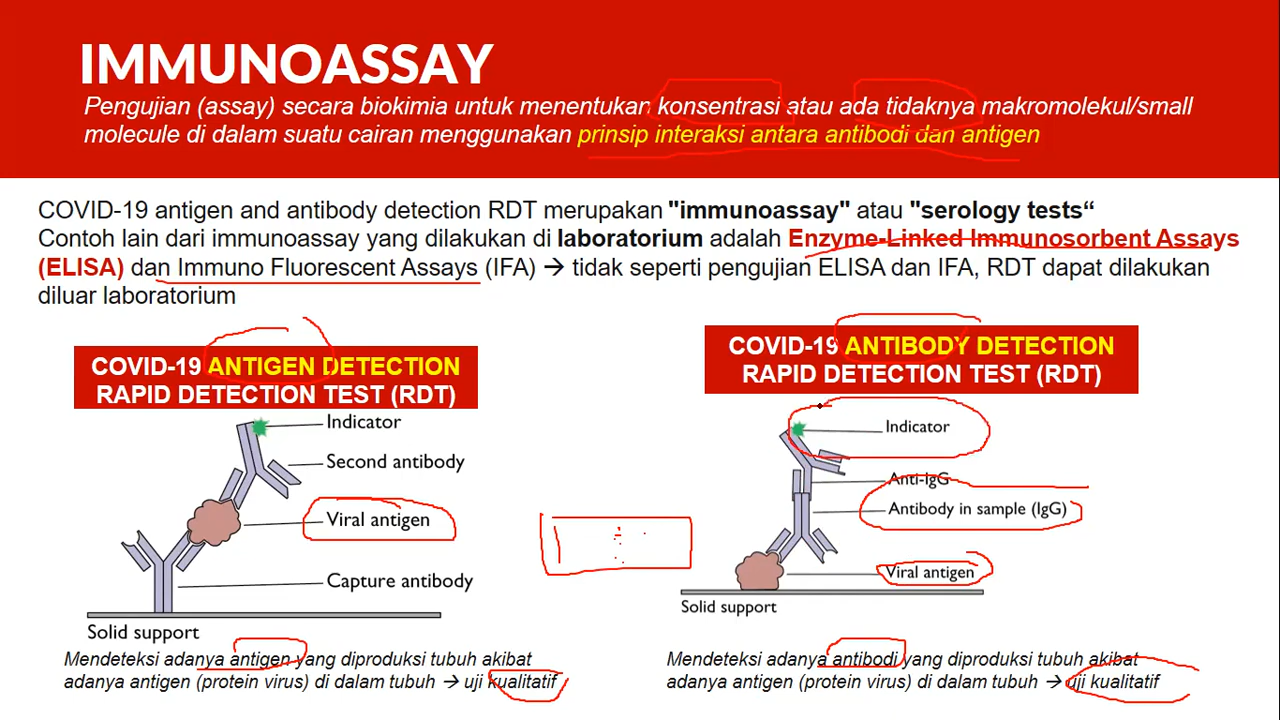 IMMUNOASSAY
Pengujian (assay) secara biokimia untuk menentukan konsentrasi atau ada tidaknya makromolekul/small
molecule di dalam suatu cairan menggunakan prinsip interaksi antara antibodi dan antigen
COVID-19 antigen and antibody detection RDT merupakan "immunoassay" atau "serology tests“
Contoh lain dari immunoassay yang dilakukan di laboratorium adalah Enzyme-Linked Immunosorbent Assays
(ELISA) dan Immuno Fluorescent Assays (IFA) → tidak seperti pengujian ELISA dan IFA, RDT dapat dilakukan
diluar laboratorium
COVID-19 ANTIGEN DETECTION
RAPID DETECTION TEST (RDT)
Indicator
Second antibody
Viral antigen
Capture antibody
Solid support
Mendeteksi adanya antigen yang diproduksi tubuh akibat
adanya antigen (protein virus) di dalam tubuh → uji kualitatif
COVID-19 ANTIBODY DETECTION
RAPID DETECTION TEST (RDT)
Indicator
Anti-IgG
Antibody in sample (IgG)
Viral antigen
Solid support
Mendeteksi adanya antibodi yang diproduksi tubuh akibat
adanya antigen (protein virus) di dalam tubuh → uji kualitatif